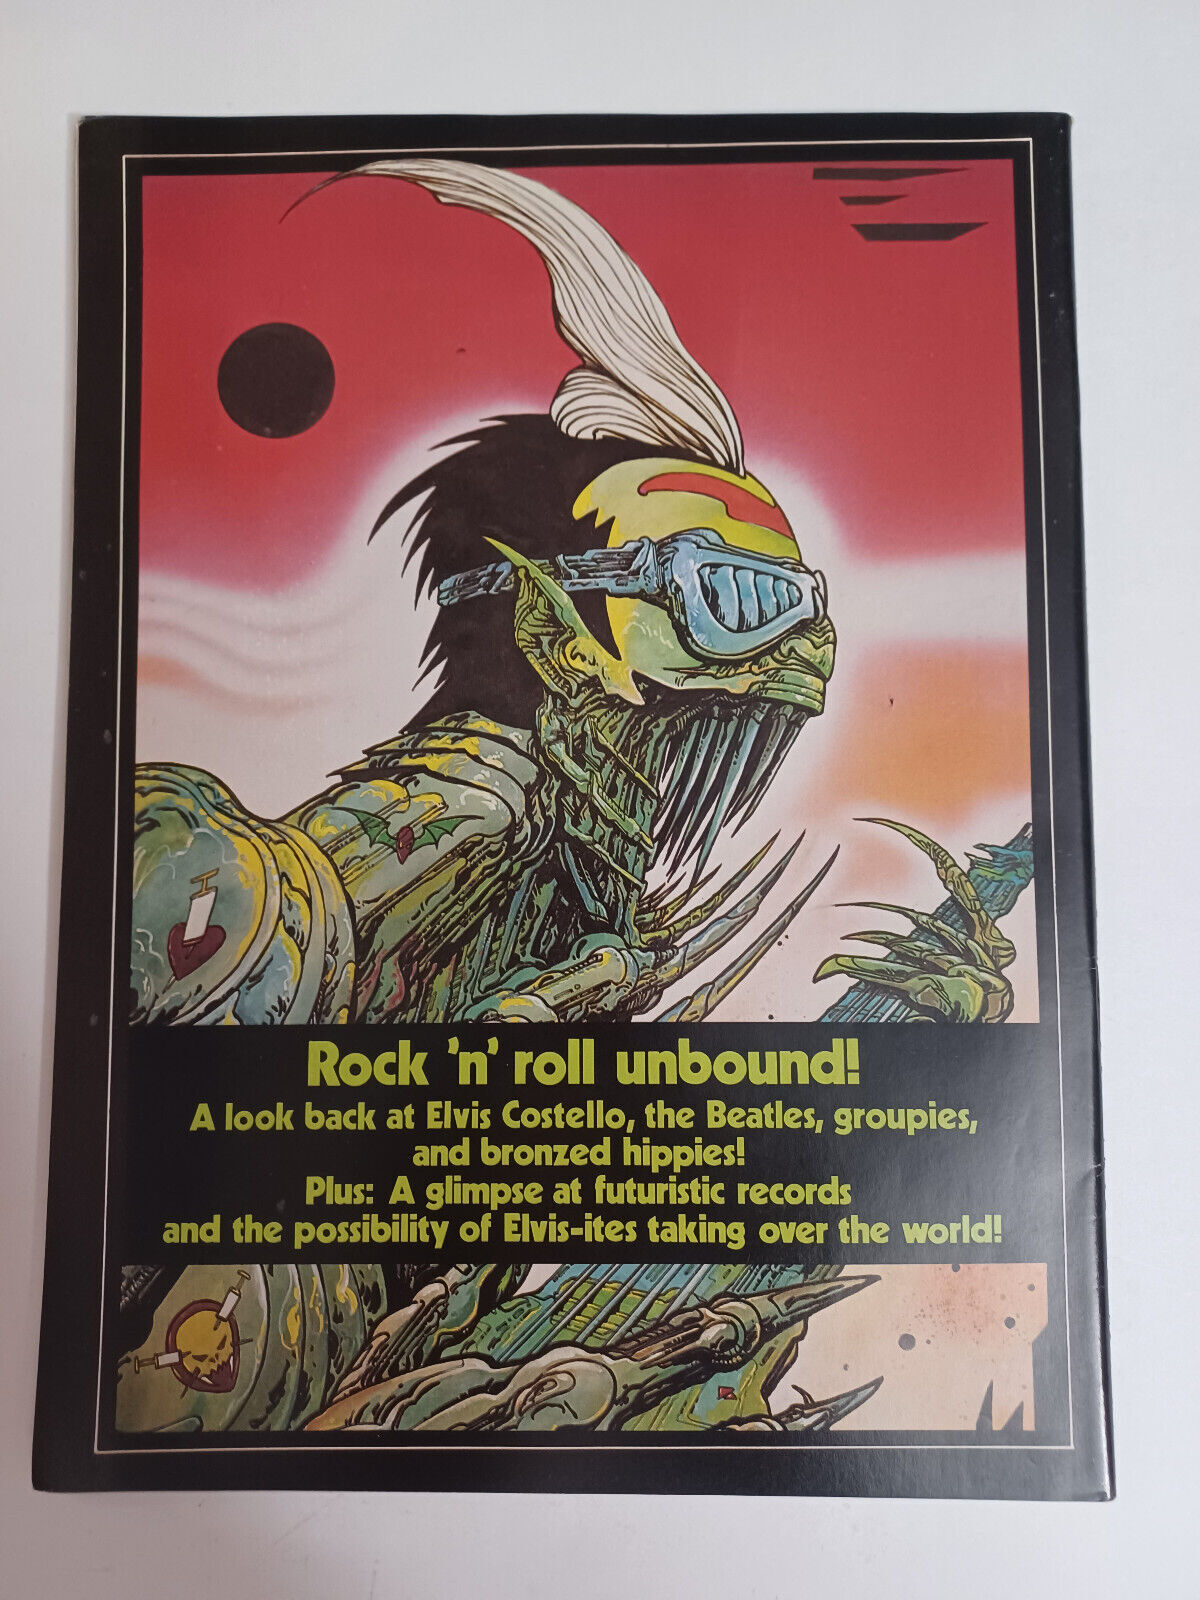 Rock 'n' roll unbound!
A look back at Elvis Costello, the Beatles, groupies,
and bronzed hippies!
Plus: A glimpse at futuristic records
and the possibility of Elvis-ites taking over the world!